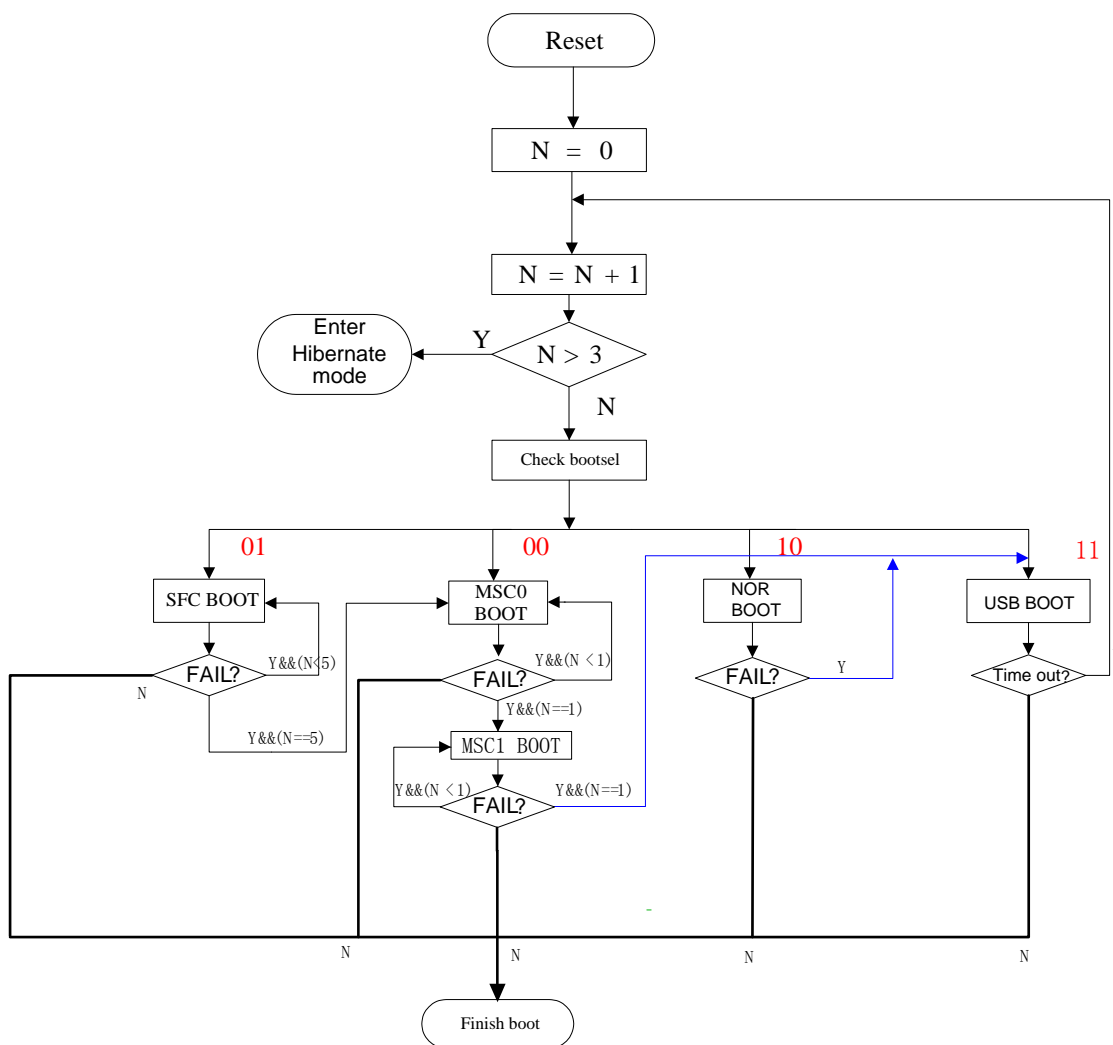 Reset
N = 0
N = N + 1
Enter
Hibernate
mode
Y
N > 3
N
Check bootsel
01
00
10
11
SFC BOOT
MSC0
BOOT
NOR
BOOT
USB BOOT
FAIL?
Y&&(N<5)
N
FAIL?
Y&&(N <1)
FAIL?
Y
Time out?
Y&&(N==5)
Y&&(N==1)
MSC1 BOOT
Y&&(N <1)
FAIL?
Y&&(N==1)
-
N
N
N
N
Finish boot